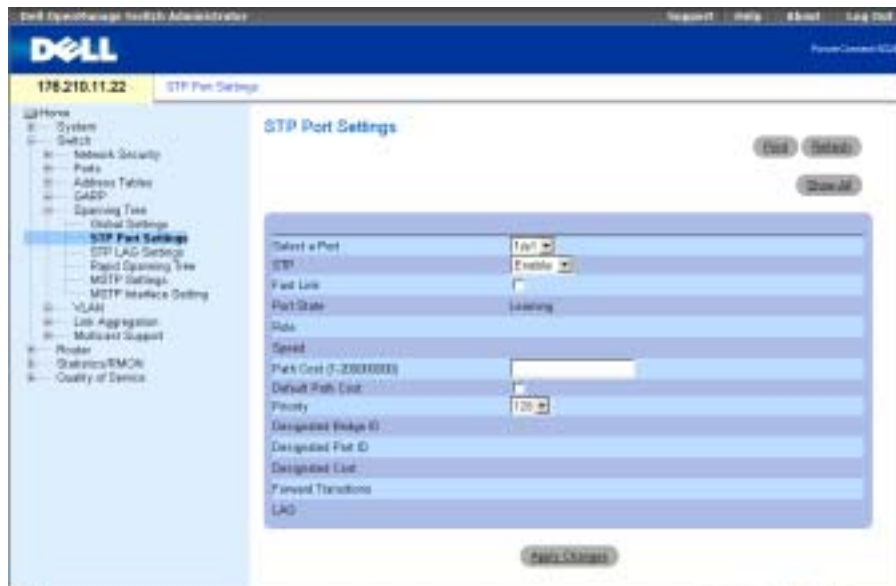 Dell OpenManage Switch Administrator
Support Help About Log Out
DELL
176.210.11.22
STP Port Settings
Home
System
Switch
Network Security
Ports
Address Tables
GARP
Spanning Tree
Global Settings
STP Port Settings
STP LAG Settings
Rapid Spanning Tree
MSTP Settings
MSTP Interface Setting
VLAN
Link Aggregation
Multicast Support
Router
Statistics/RMON
Quality of Service
STP Port Settings
Print Refresh
Show All
Select a Port
STP Enable
Fast Link
Port State Learning
Role
Speed
Path Cost (1-200000000)
Default Path Cost
Priority 128
Designated Bridge ID
Designated Port ID
Designated Cost
Forward Transitions
LAG
Apply Changes